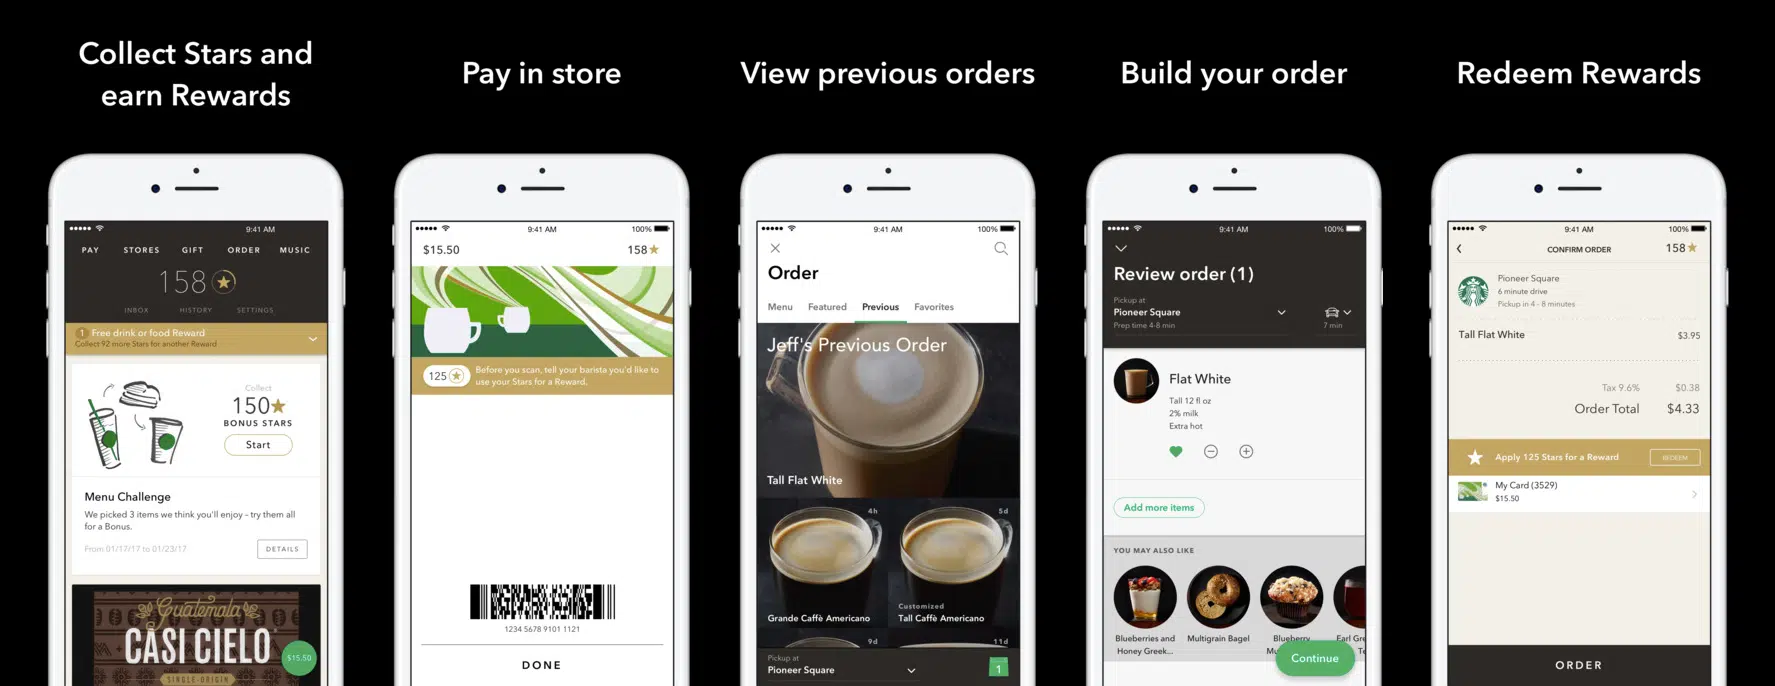 Collect Stars and
earn Rewards
9:41 AM
PAY STORES GIFT ORDER MUSIC
158
INBOX HISTORY SETTINGS
1 Free drink or food Reward
Collect 92 more Stars for another Reward
Collect
150
BONUS STARS
Start
Menu Challenge
We picked 3 items we think you'll enjoy - try them all
for a Bonus.
From 01/17/17 to 01/23/17
DETAILS
Guatemala
CASI CIELO
SINGLE-ORIGIN
$15.50
Pay in store
9:41 AM 100%
$15.50 158
125
Before you scan, tell your barista you'd like to
use your Stars for a Reward.
1234 5678 9101 1121
DONE
View previous orders
9:41 AM 100%
Order
Menu Featured Previous Favorites
Jeff's Previous Order
Tall Flat White
4h
Grande Caffè Americano
5d
Customized
Tall Caffè Americano
9d
11d
Pickup at
Pioneer Square
1
Build your order
9:41 AM 100%
Review order (1)
Pickup at
Pioneer Square
Prep time 4-8 min
7 min
Flat White
Tall 12 fl oz
2% milk
Extra hot
Add more items
YOU MAY ALSO LIKE
Blueberries and
Honey Greek...
Multigrain Bagel
Blueberry
Earl Gre
Te
Continue
Redeem Rewards
9:41 AM 100%
CONFIRM ORDER 158
Pioneer Square
6 minute drive
Pickup in 4 - 8 minutes
Tall Flat White $3.95
Tax 9.6% $0.38
Order Total $4.33
Apply 125 Stars for a Reward REDEEM
My Card (3529)
$15.50
ORDER